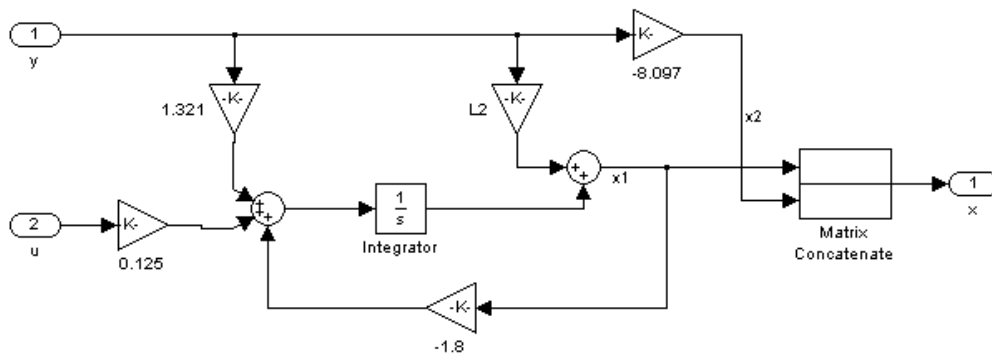 1
y
K-
-8.097
-K-
1.321
-K-
L2
x2
+
+
x1
1
x
+
+
+
1
s
Integrator
2
u
K-
0.125
Matrix
Concatenate
-K-
-1.8